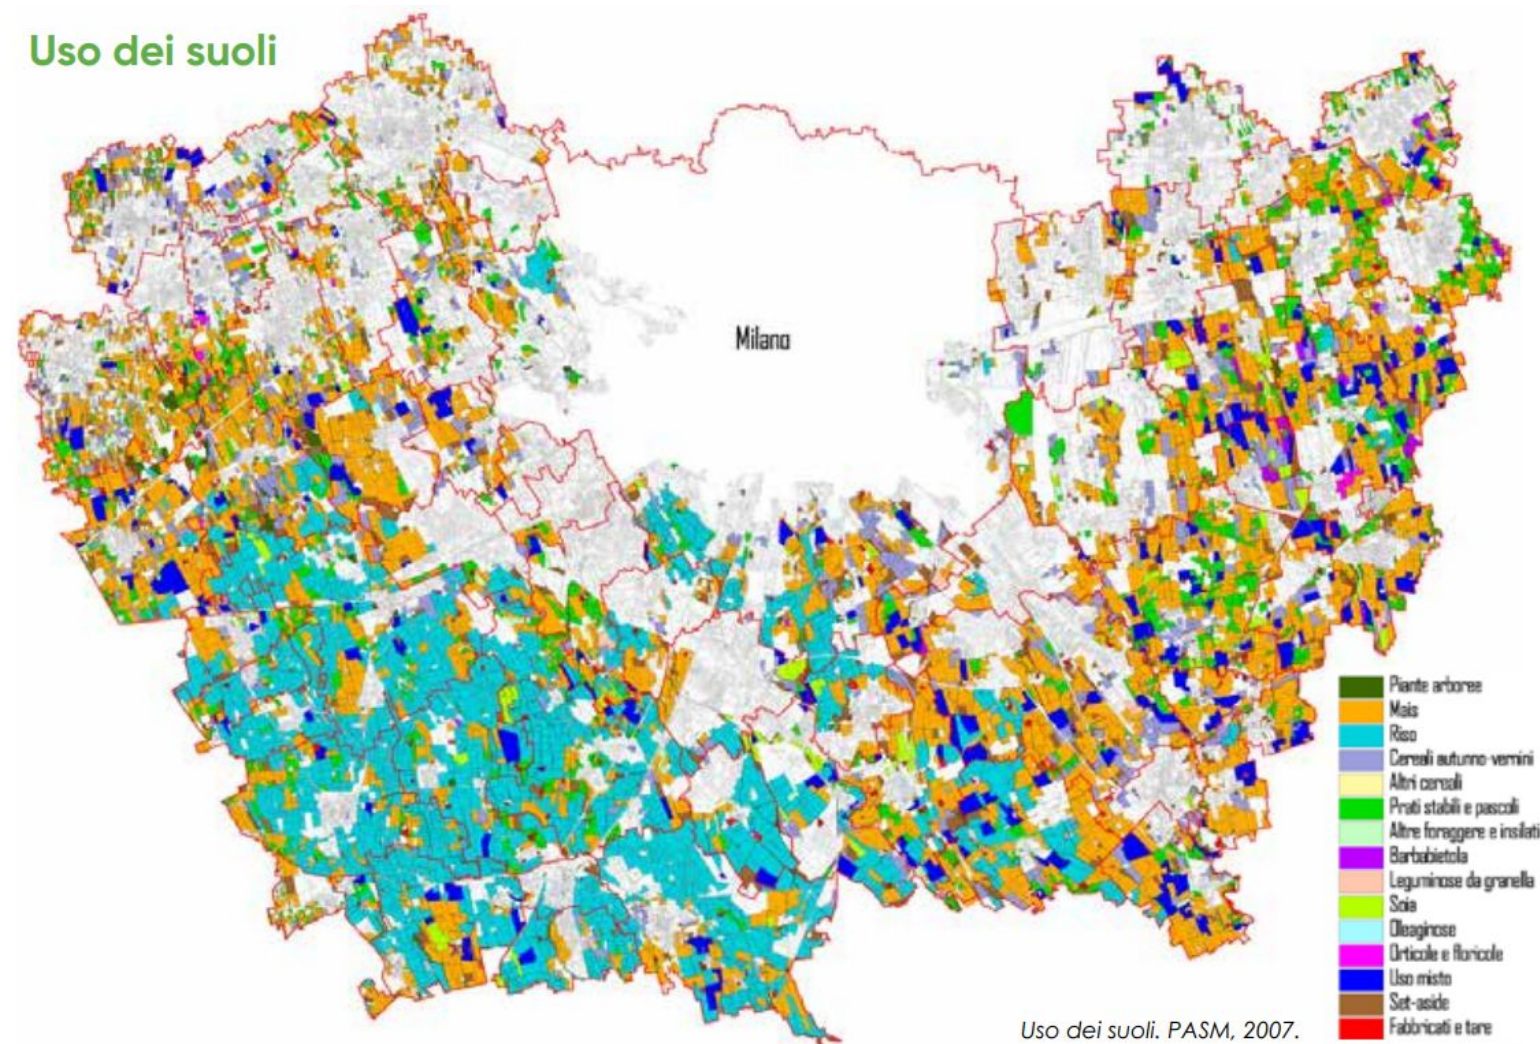 Uso dei suoli
Milano
Piante arboree
Mais
Riso
Cereali autunno-vernini
Altri cereali
Prati stabili e pascoli
Altre foraggere e insilati
Barbabietola
Leguminose da granella
Soia
Oleaginose
Orticole e floricole
Uso misto
Set-aside
Fabbricati e tare
Uso dei suoli. PASM, 2007.